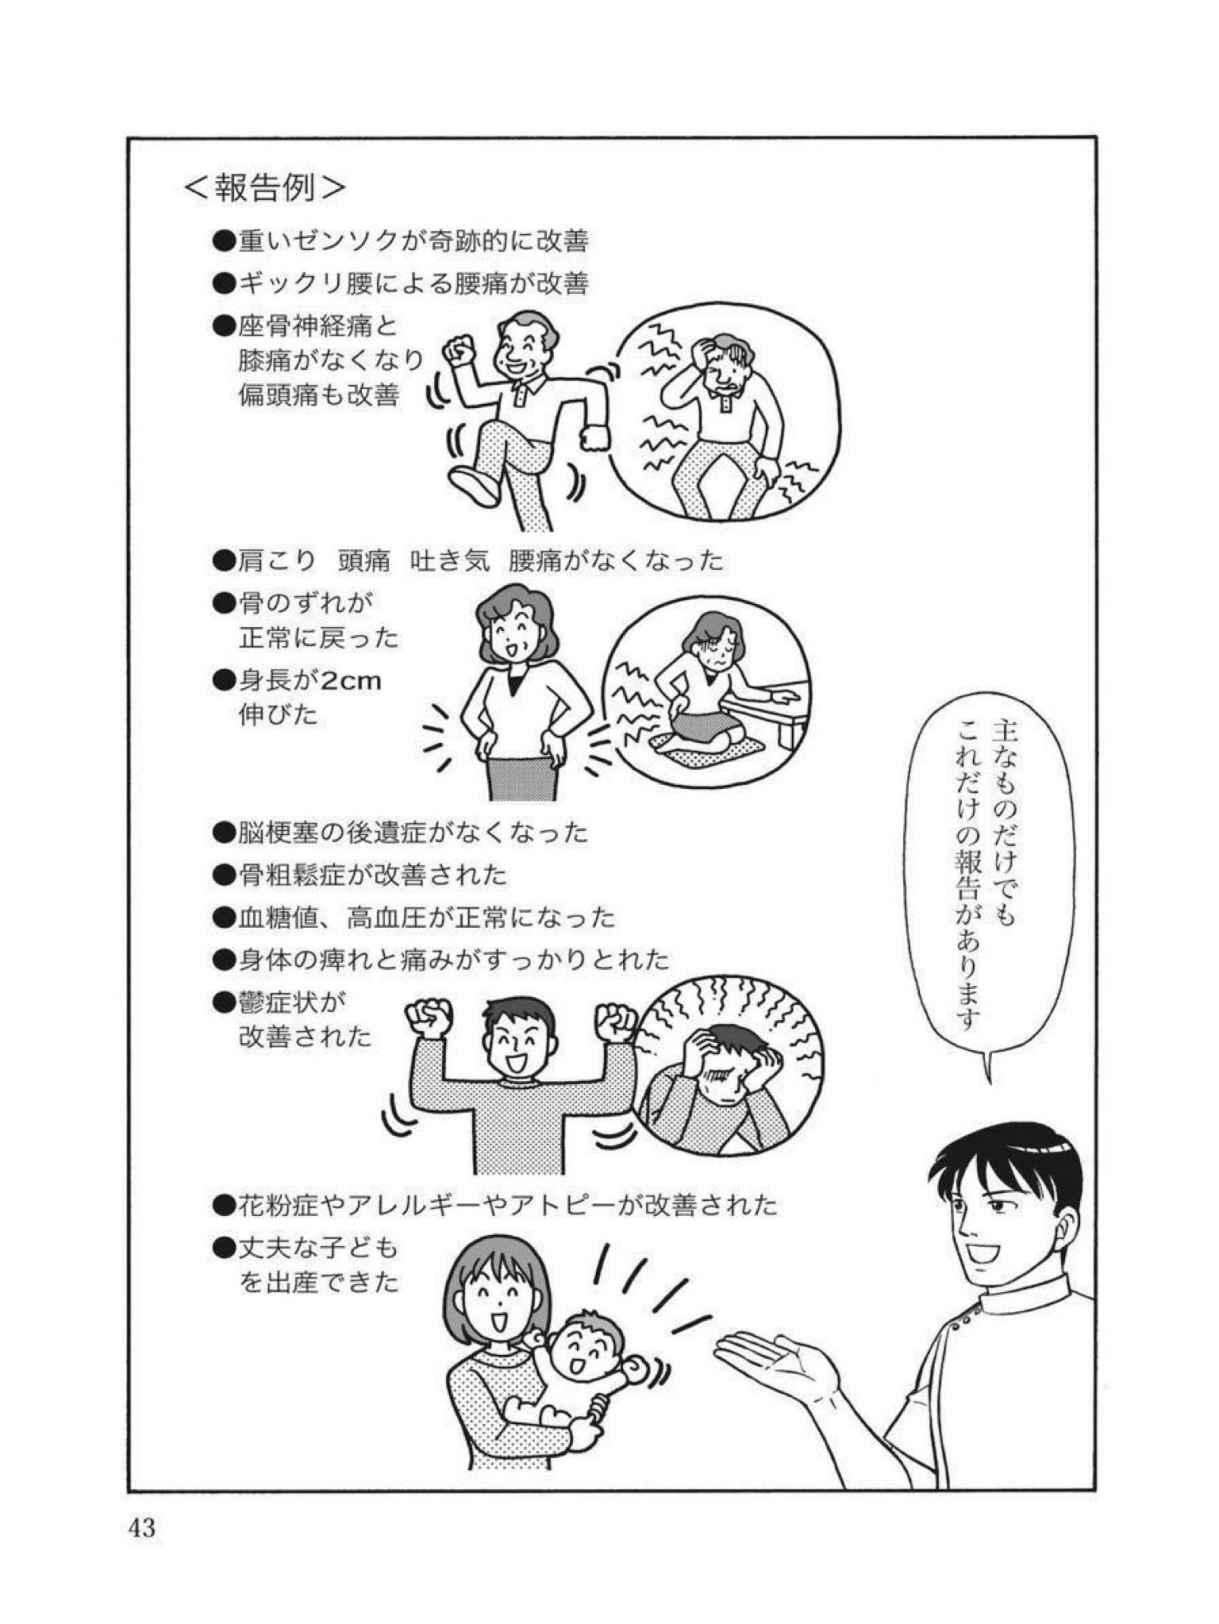 ＜報告例＞
●重いゼンソクが奇跡的に改善
●ギックリ腰による腰痛が改善
●座骨神経痛と
膝痛がなくなり
偏頭痛も改善
●肩こり 頭痛 吐き気 腰痛がなくなった
●骨のずれが
正常に戻った
●身長が2cm
伸びた
●脳梗塞の後遺症がなくなった
●骨粗鬆症が改善された
●血糖値、高血圧が正常になった
●身体の痺れと痛みがすっかりとれた
●鬱症状が
改善された
●花粉症やアレルギーやアトピーが改善された
●丈夫な子ども
を出産できた
主なものだけでも
これだけの報告があります
43